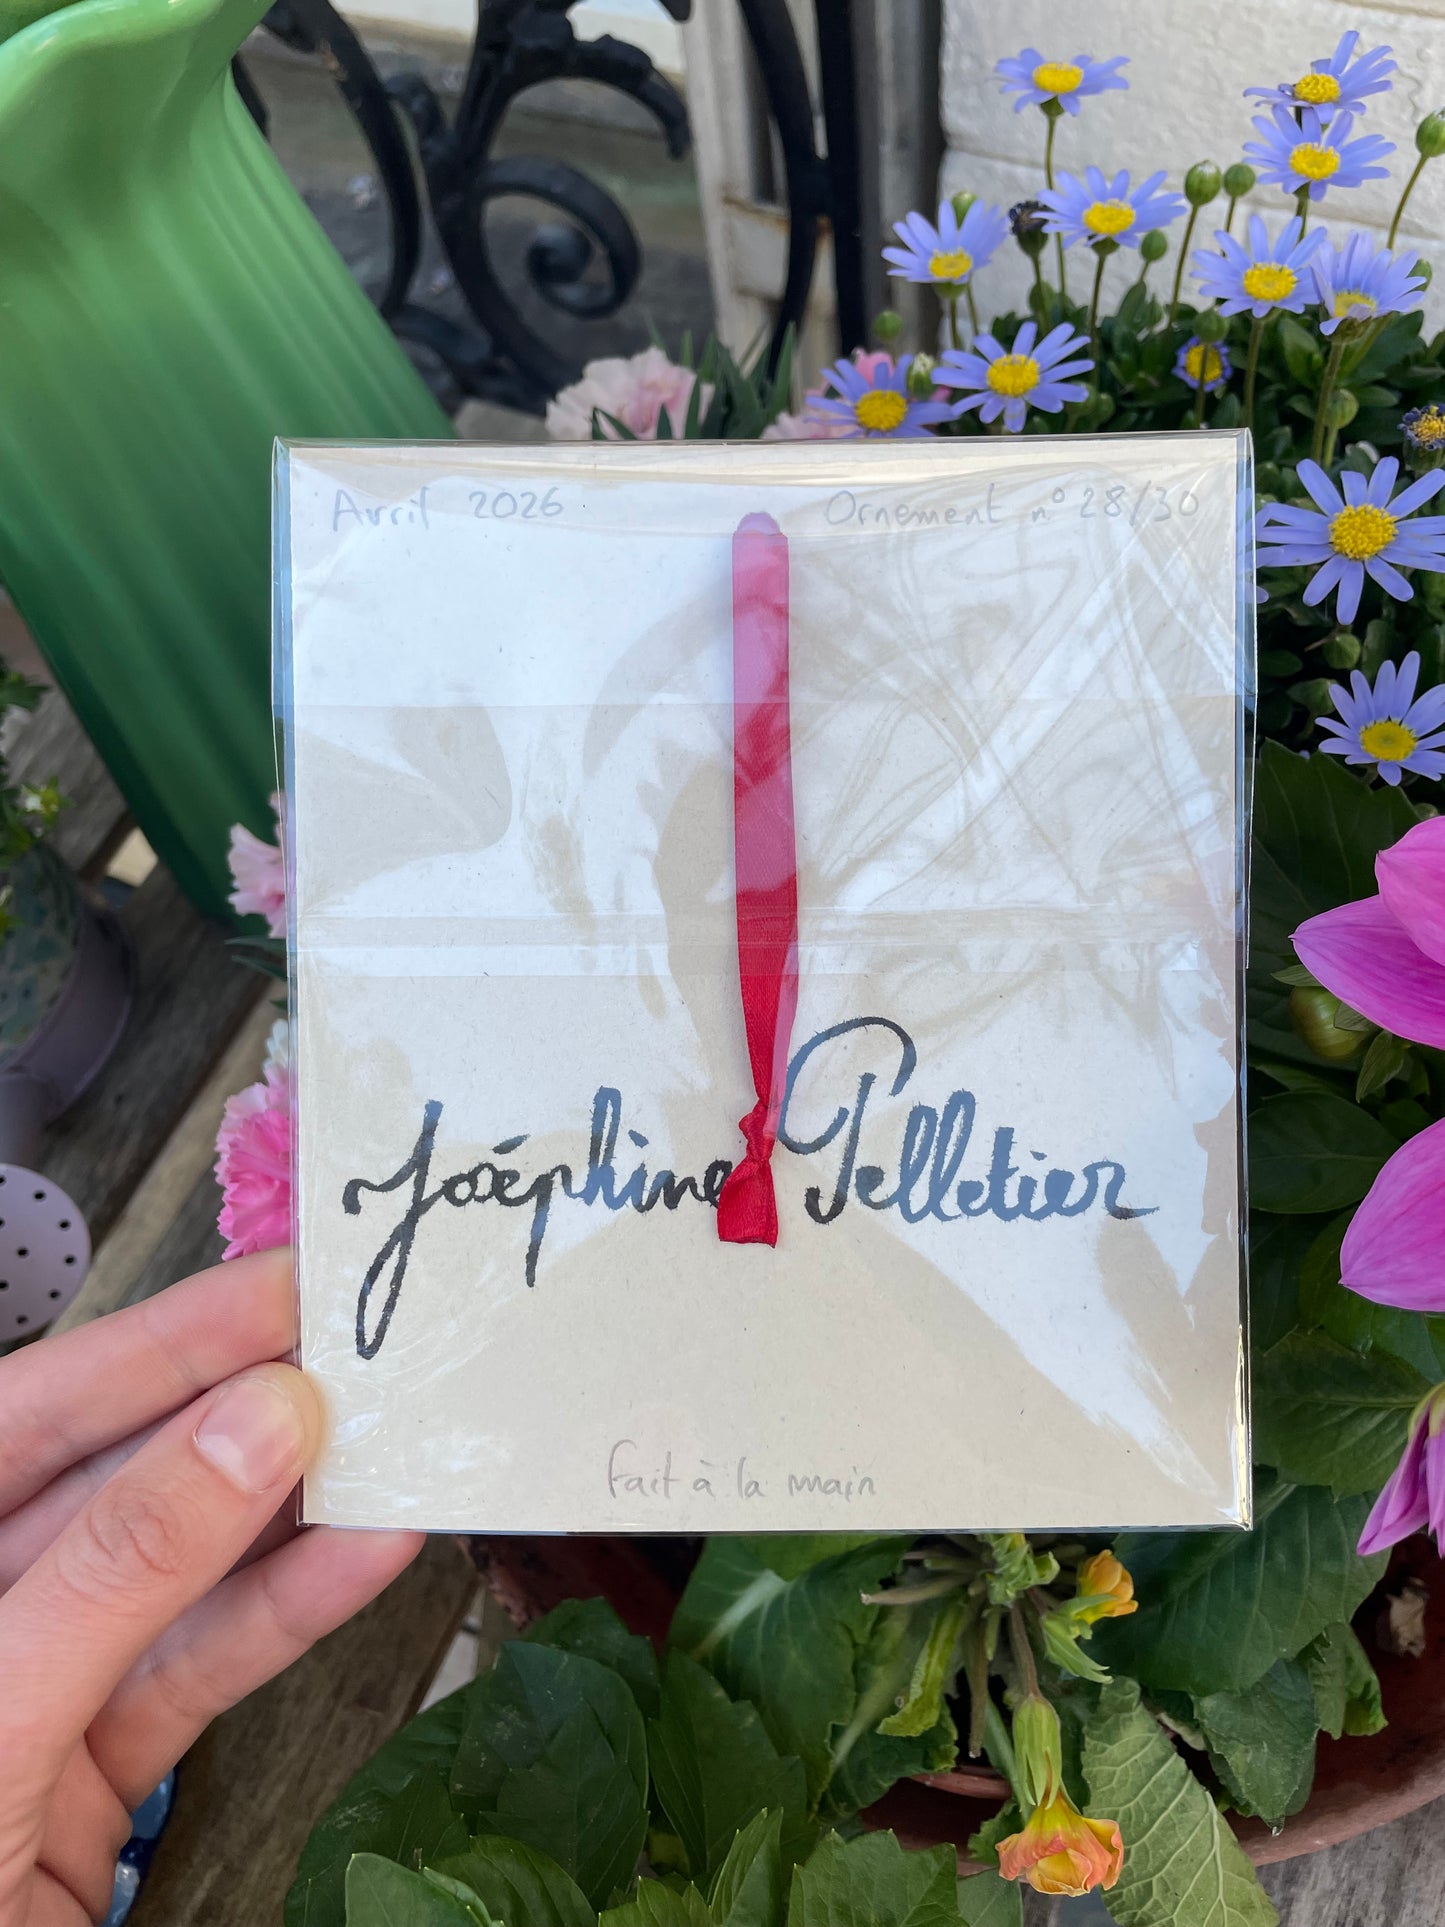 Avril 2026
Ornement n° 28/30
Joséphine Pelletier
fait à la main